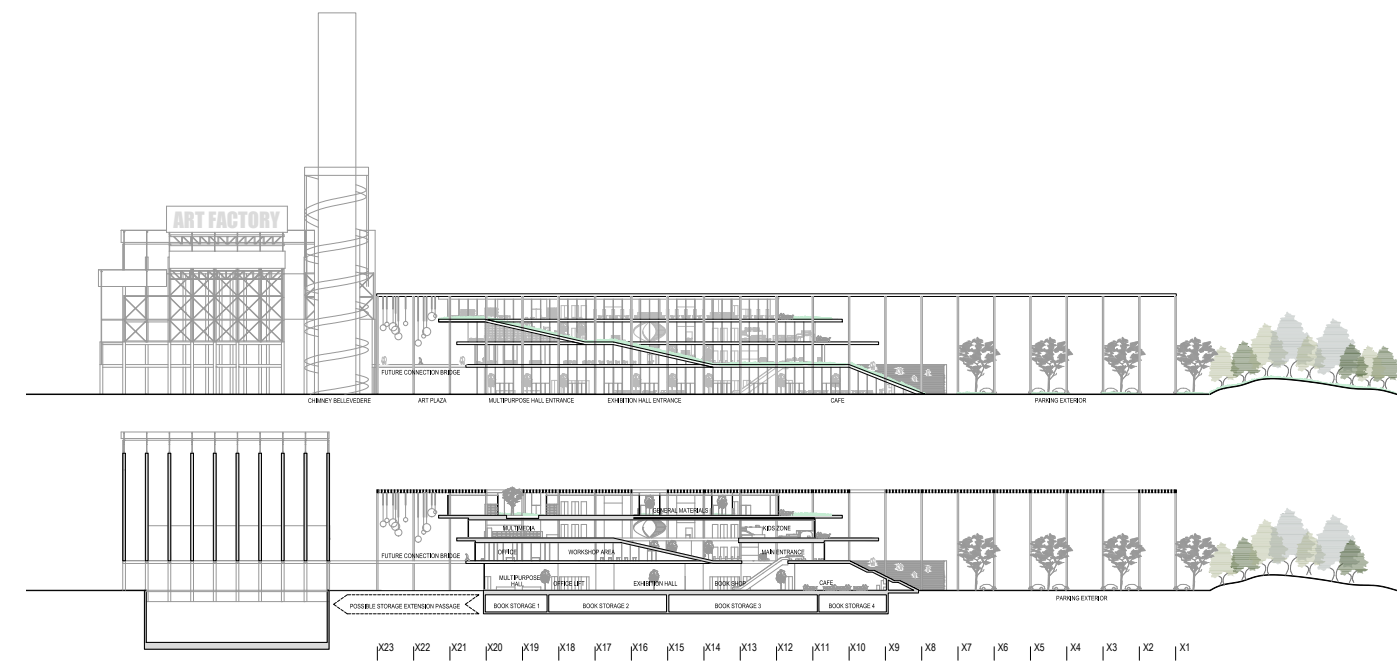 ART FACTORY
FUTURE CONNECTION BRIDGE
CHIMNEY BELLEVEDERE
ART PLAZA
MULTIPURPOSE HALL ENTRANCE
EXHIBITION HALL ENTRANCE
CAFE
PARKING EXTERIOR
GENERAL MATERIALS
MULTIMEDIA
KIDS ZONE
FUTURE CONNECTION BRIDGE
OFFICE
WORKSHOP AREA
MAIN ENTRANCE
MULTIPURPOSE
HALL
OFFICE LIFT
EXHIBITION HALL
BOOK SHOP
CAFE
PARKING EXTERIOR
POSSIBLE STORAGE EXTENSION PASSAGE
BOOK STORAGE 1
BOOK STORAGE 2
BOOK STORAGE 3
BOOK STORAGE 4
X23 X22 X21 X20 X19 X18 X17 X16 X15 X14 X13 X12 X11 X10 X9 X8 X7 X6 X5 X4 X3 X2 X1